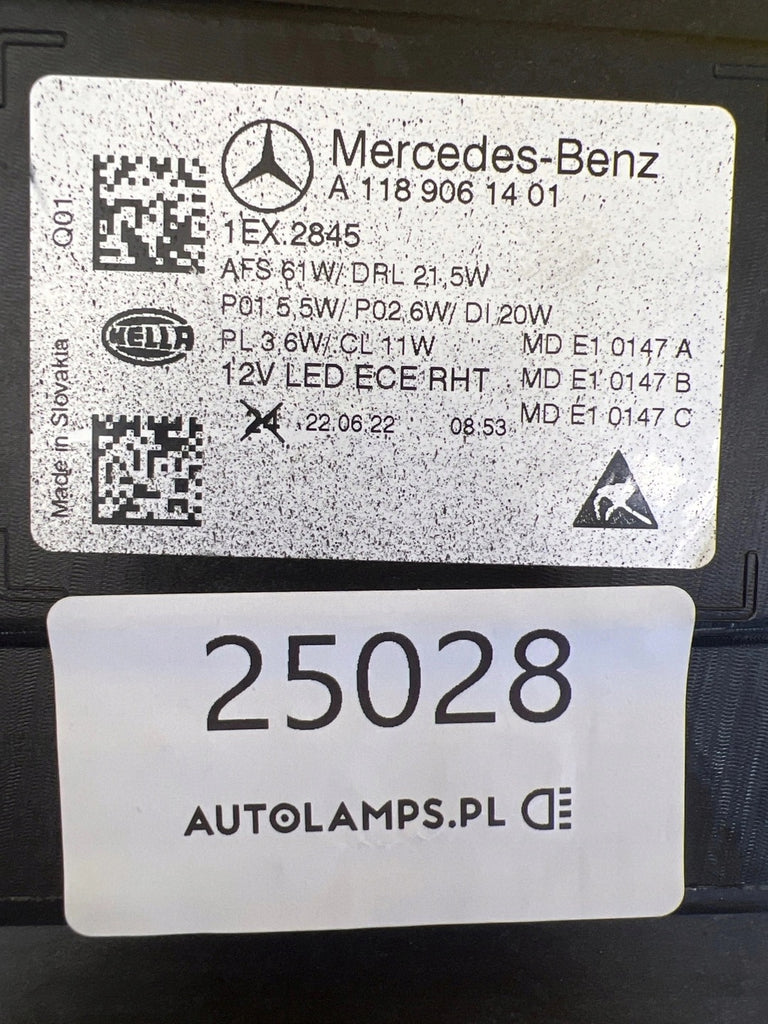 Mercedes-Benz
A 118 906 14 01
1EX.2845
AFS 61W/ DRL 21,5W
P01 5,5W/ P02 6W/ DI 20W
PL 3,6W/ CL 11W MD E1 0147 A
12V LED ECE RHT MD E1 0147 B
24 22.06.22 08:53 MD E1 0147 C
Q01
HELLA
Made in Slovakia
25028
AUTOLAMPS.PL